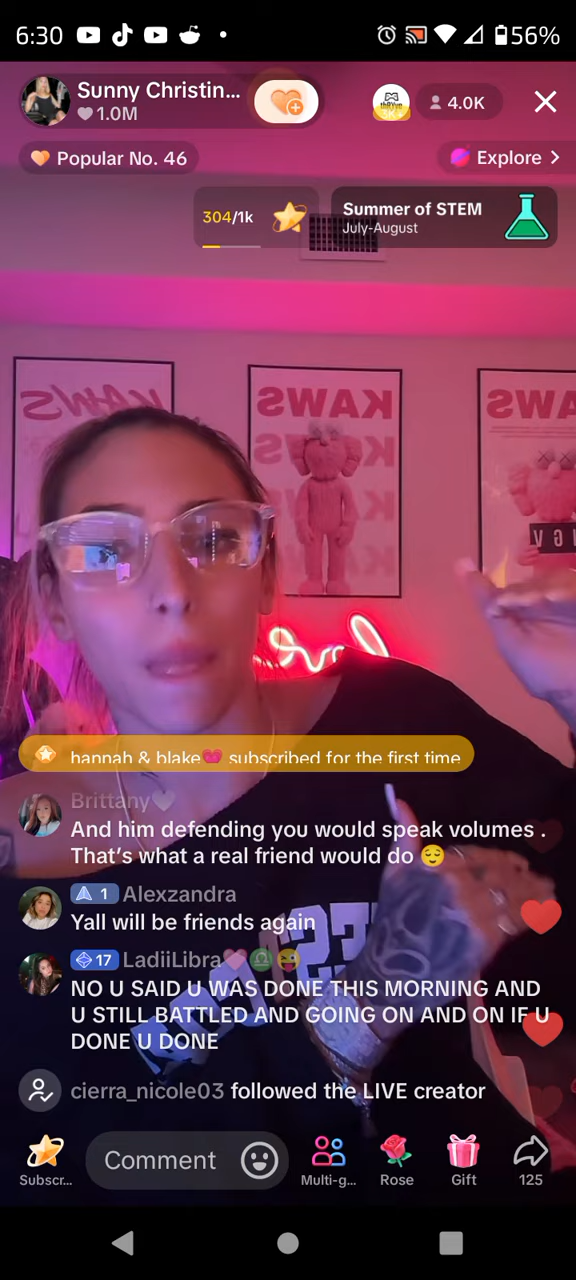 6:30
56%
Sunny Christin...
1.0M
4.0K
Popular No. 46
Explore
304/1k
Summer of STEM
July-August
KAWS
KAWS
KAWS
hannah & blake💗 subscribed for the first time
Brittany🤍
And him defending you would speak volumes .
That’s what a real friend would do 😌
1 Alexzandra
Yall will be friends again
17 LadiiLibra🩷♎😜
NO U SAID U WAS DONE THIS MORNING AND
U STILL BATTLED AND GOING ON AND ON IF U
DONE U DONE
cierra_nicole03 followed the LIVE creator
Comment
Subscr...
Multi-g...
Rose
Gift
125